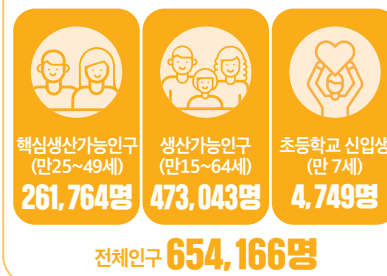 핵심생산가능인구
(만25~49세)
261,764명
생산가능인구
(만15~64세)
473,043명
초등학교 신입생
(만 7세)
4,749명
전체인구 654,166명